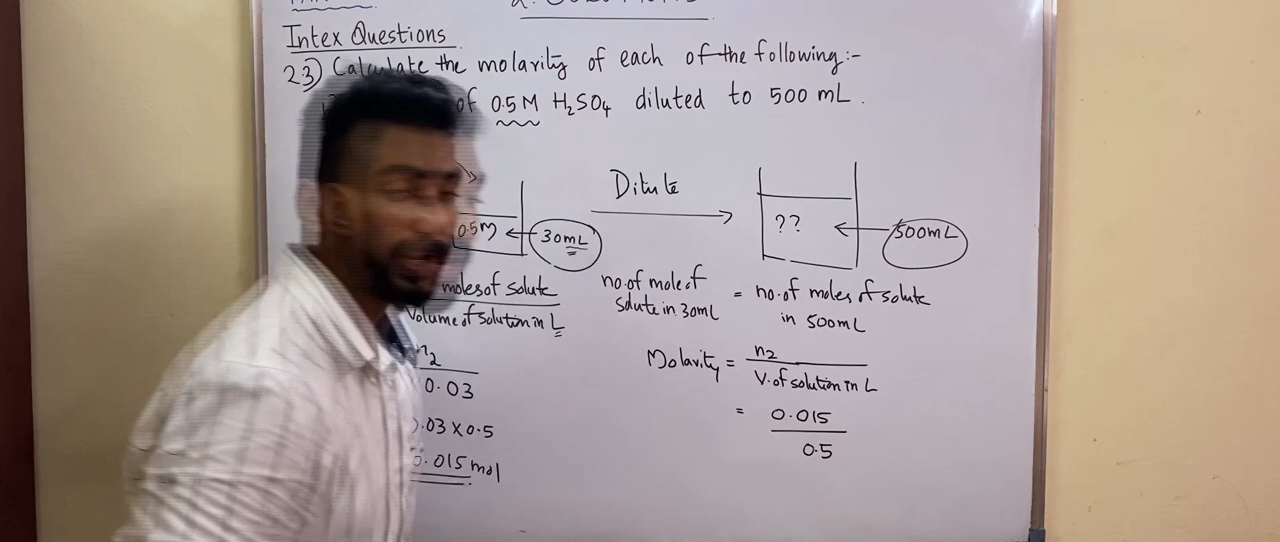 Intex Questions
23) Calculate the molarity of each of the following:-
of 0.5M H₂SO₄ diluted to 500 mL.
Dilute
0.5M
30mL
??
500mL
moles of solute
Volume of solution in L
no. of mole of solute in 30mL = no. of moles of solute in 500mL
n₂
0.03
.03 x 0.5
0.015 mol
Molarity = n₂
V. of solution in L
= 0.015
0.5